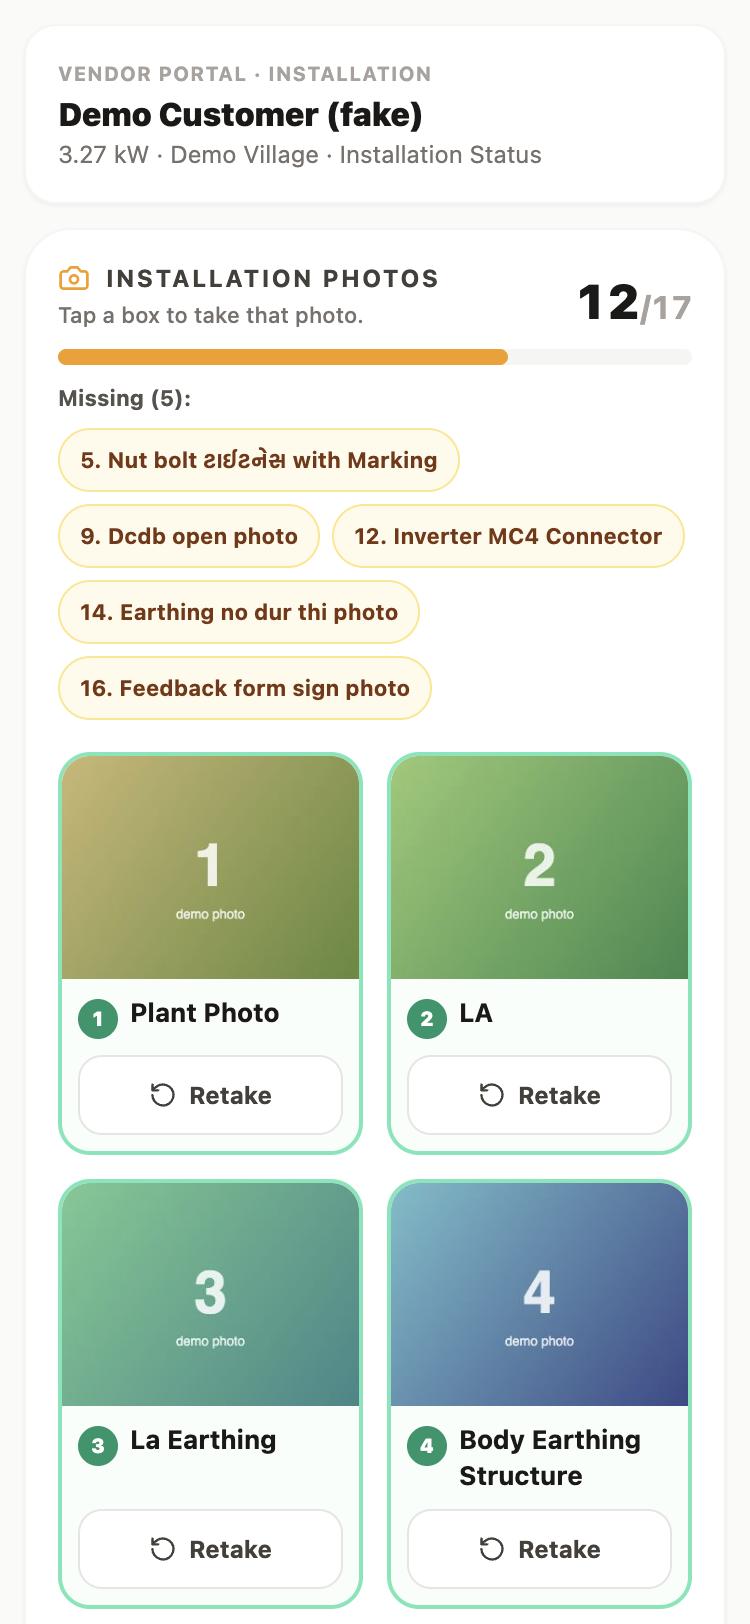 VENDOR PORTAL · INSTALLATION
Demo Customer (fake)
3.27 kW · Demo Village · Installation Status
INSTALLATION PHOTOS
Tap a box to take that photo.
12/17
Missing (5):
5. Nut bolt ટાઈટનેસ with Marking
9. Dcdb open photo
12. Inverter MC4 Connector
14. Earthing no dur thi photo
16. Feedback form sign photo
1
demo photo
2
demo photo
1 Plant Photo
2 LA
Retake
Retake
3
demo photo
4
demo photo
3 La Earthing
4 Body Earthing
Structure
Retake
Retake